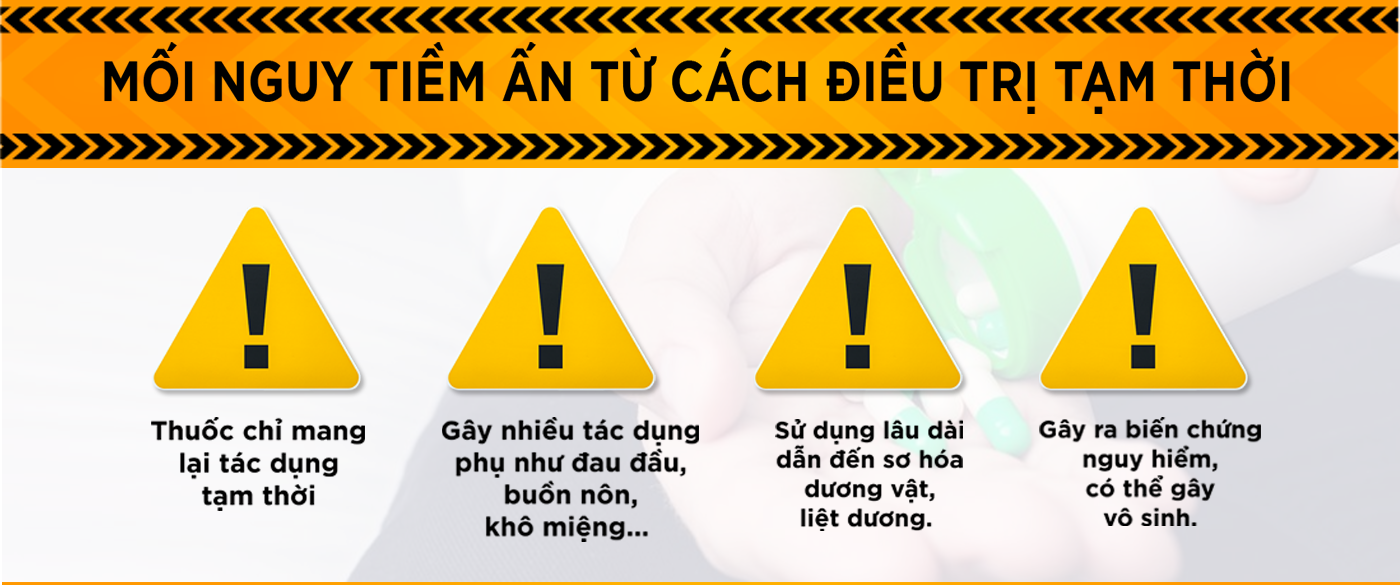 MỐI NGUY TIỀM ẤN TỪ CÁCH ĐIỀU TRỊ TẠM THỜI
Thuốc chỉ mang
lại tác dụng
tạm thời
Gây nhiều tác dụng
phụ như đau đầu,
buồn nôn,
khô miệng...
Sử dụng lâu dài
dẫn đến sơ hóa
dương vật,
liệt dương.
Gây ra biến chứng
nguy hiểm,
có thể gây
vô sinh.